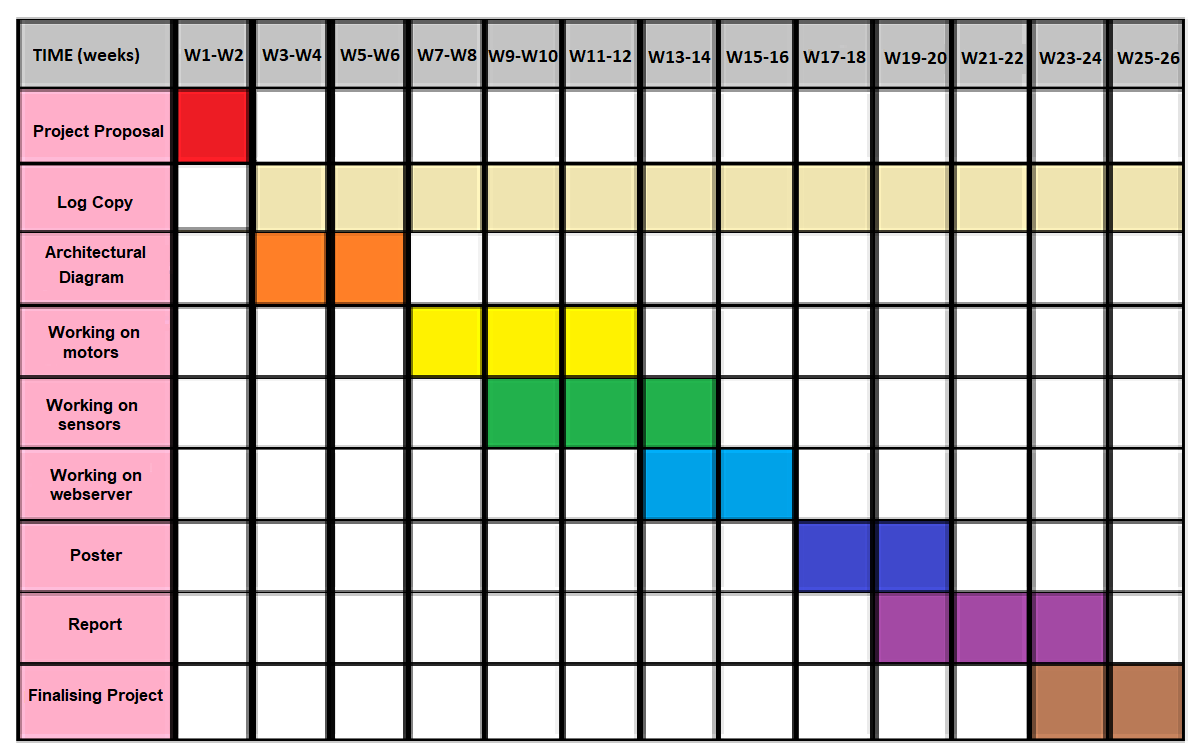 TIME (weeks) W1-W2 W3-W4 W5-W6 W7-W8 W9-W10 W11-12 W13-14 W15-16 W17-18 W19-20 W21-22 W23-24 W25-26
Project Proposal
Log Copy
Architectural
Diagram
Working on
motors
Working on
sensors
Working on
webserver
Poster
Report
Finalising Project